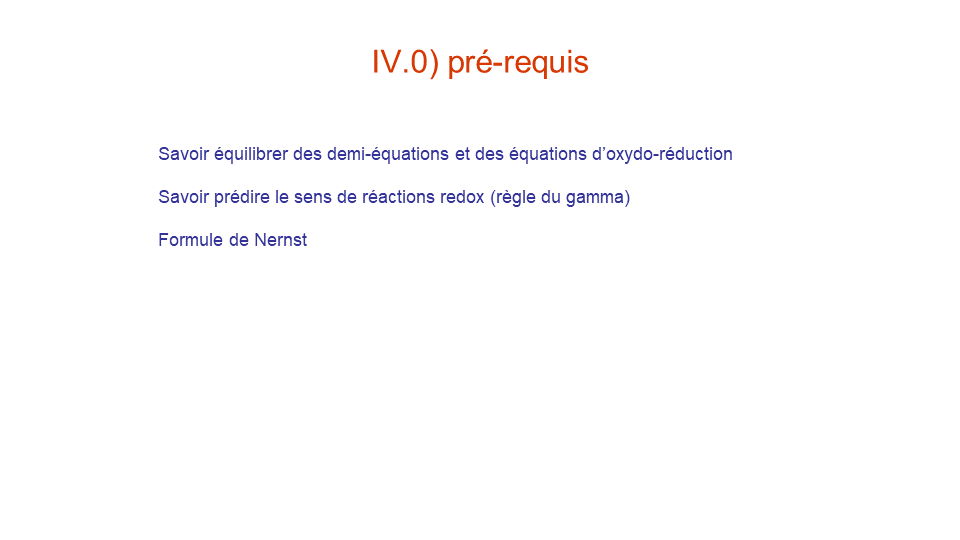 IV.0) pré-requis
Savoir équilibrer des demi-équations et des équations d’oxydo-réduction
Savoir prédire le sens de réactions redox (règle du gamma)
Formule de Nernst